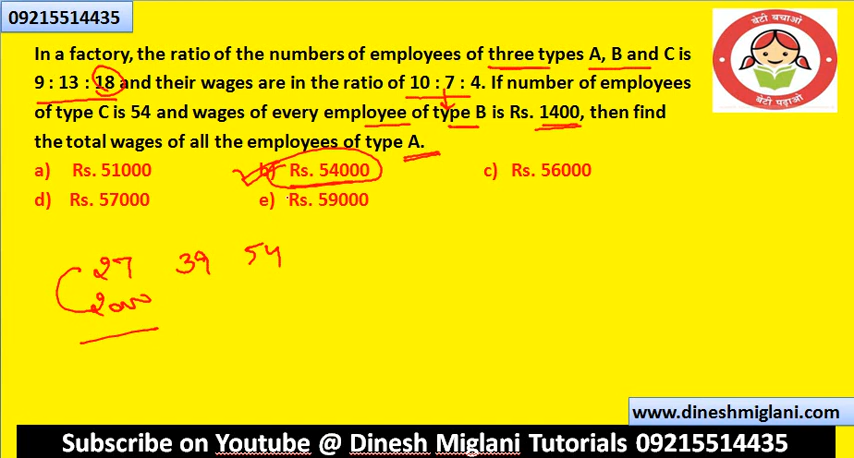 09215514435
बेटी बचाओ
In a factory, the ratio of the numbers of employees of three types A, B and C is
9 : 13 : 18 and their wages are in the ratio of 10 : 7 : 4. If number of employees
of type C is 54 and wages of every employee of type B is Rs. 1400, then find
the total wages of all the employees of type A.
बेटी पढ़ाओ
a) Rs. 51000 b) Rs. 54000 c) Rs. 56000
d) Rs. 57000 e) Rs. 59000
27 39 54
2000
www.dineshmiglani.com
Subscribe on Youtube @ Dinesh Miglani Tutorials 09215514435